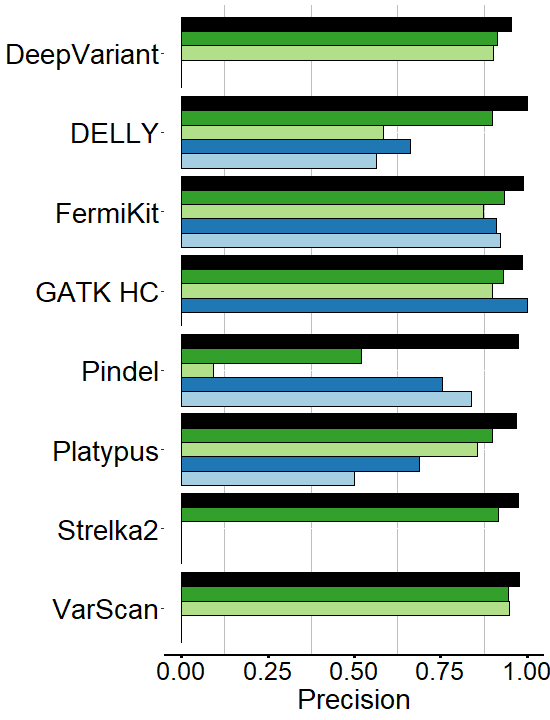 DeepVariant
DELLY
FermiKit
GATK HC
Pindel
Platypus
Strelka2
VarScan
0.00 0.25 0.50 0.75 1.00
Precision